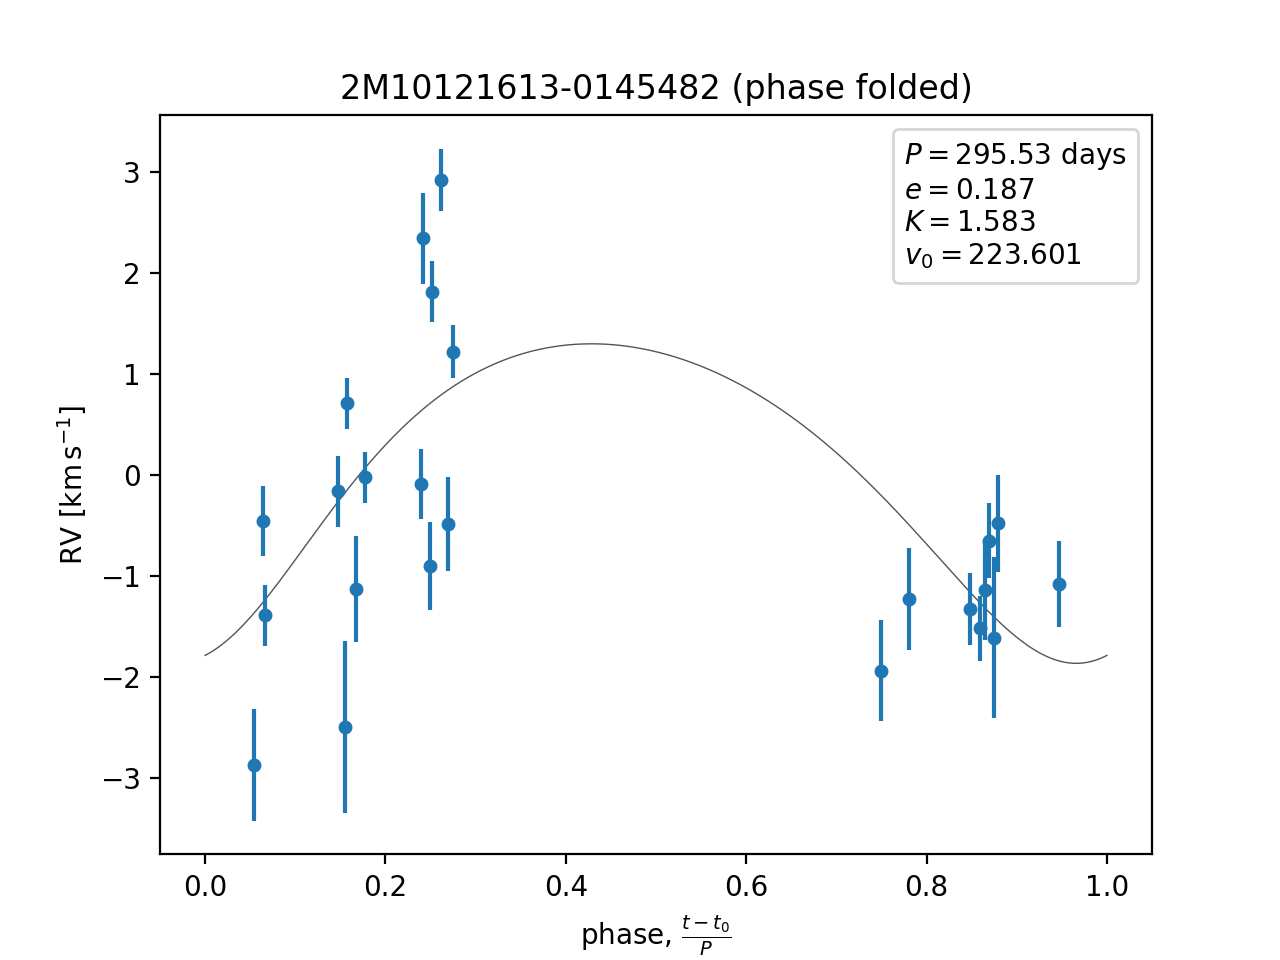 2M10121613-0145482 (phase folded)
P = 295.53 days
e = 0.187
K = 1.583
v₀ = 223.601
3
2
1
0
−1
−2
−3
RV [km s⁻¹]
0.0 0.2 0.4 0.6 0.8 1.0
phase, (t − t₀)/P